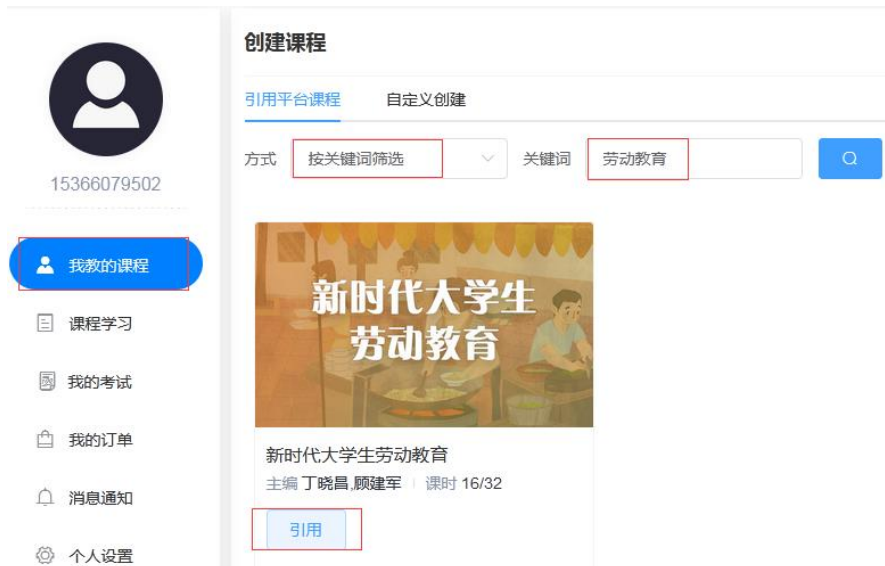 创建课程
引用平台课程 自定义创建
方式 按关键词筛选 关键词 劳动教育
15366079502
我教的课程
课程学习
我的考试
我的订单
消息通知
个人设置
新时代大学生
劳动教育
新时代大学生劳动教育
主编 丁晓昌,顾建军 课时 16/32
引用